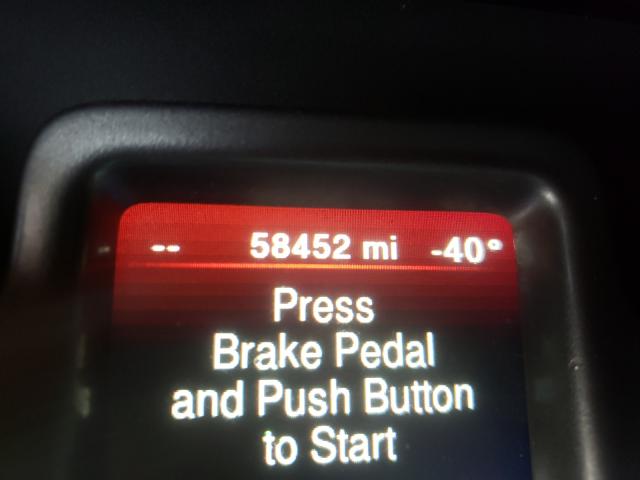 -- 58452 mi -40°
Press
Brake Pedal
and Push Button
to Start